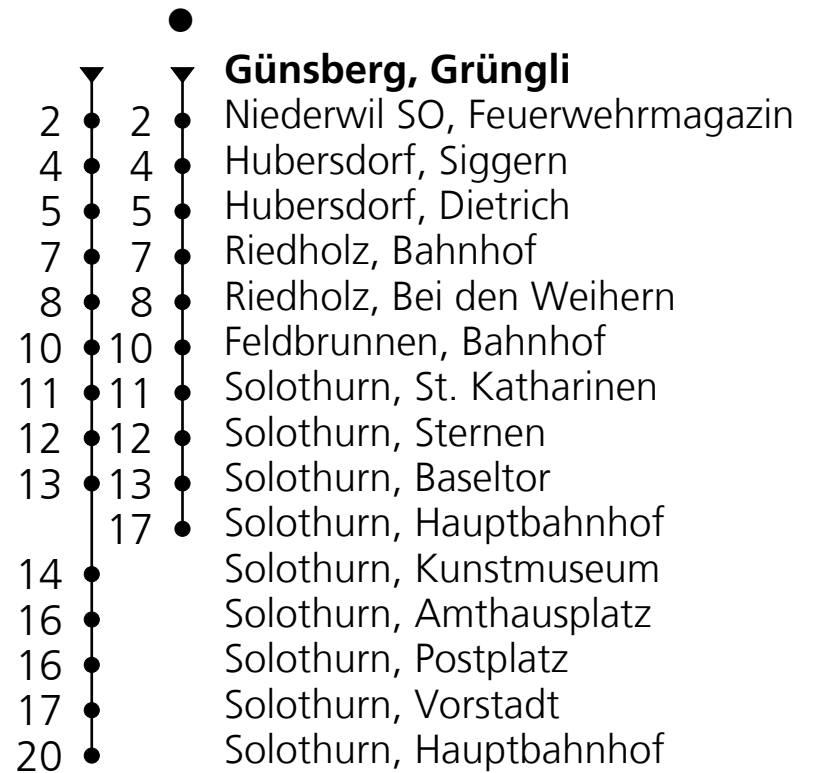 Günsberg, Grüngli
2 2 Niederwil SO, Feuerwehrmagazin
4 4 Hubersdorf, Siggern
5 5 Hubersdorf, Dietrich
7 7 Riedholz, Bahnhof
8 8 Riedholz, Bei den Weihern
10 10 Feldbrunnen, Bahnhof
11 11 Solothurn, St. Katharinen
12 12 Solothurn, Sternen
13 13 Solothurn, Baseltor
17 Solothurn, Hauptbahnhof
14 Solothurn, Kunstmuseum
16 Solothurn, Amthausplatz
16 Solothurn, Postplatz
17 Solothurn, Vorstadt
20 Solothurn, Hauptbahnhof